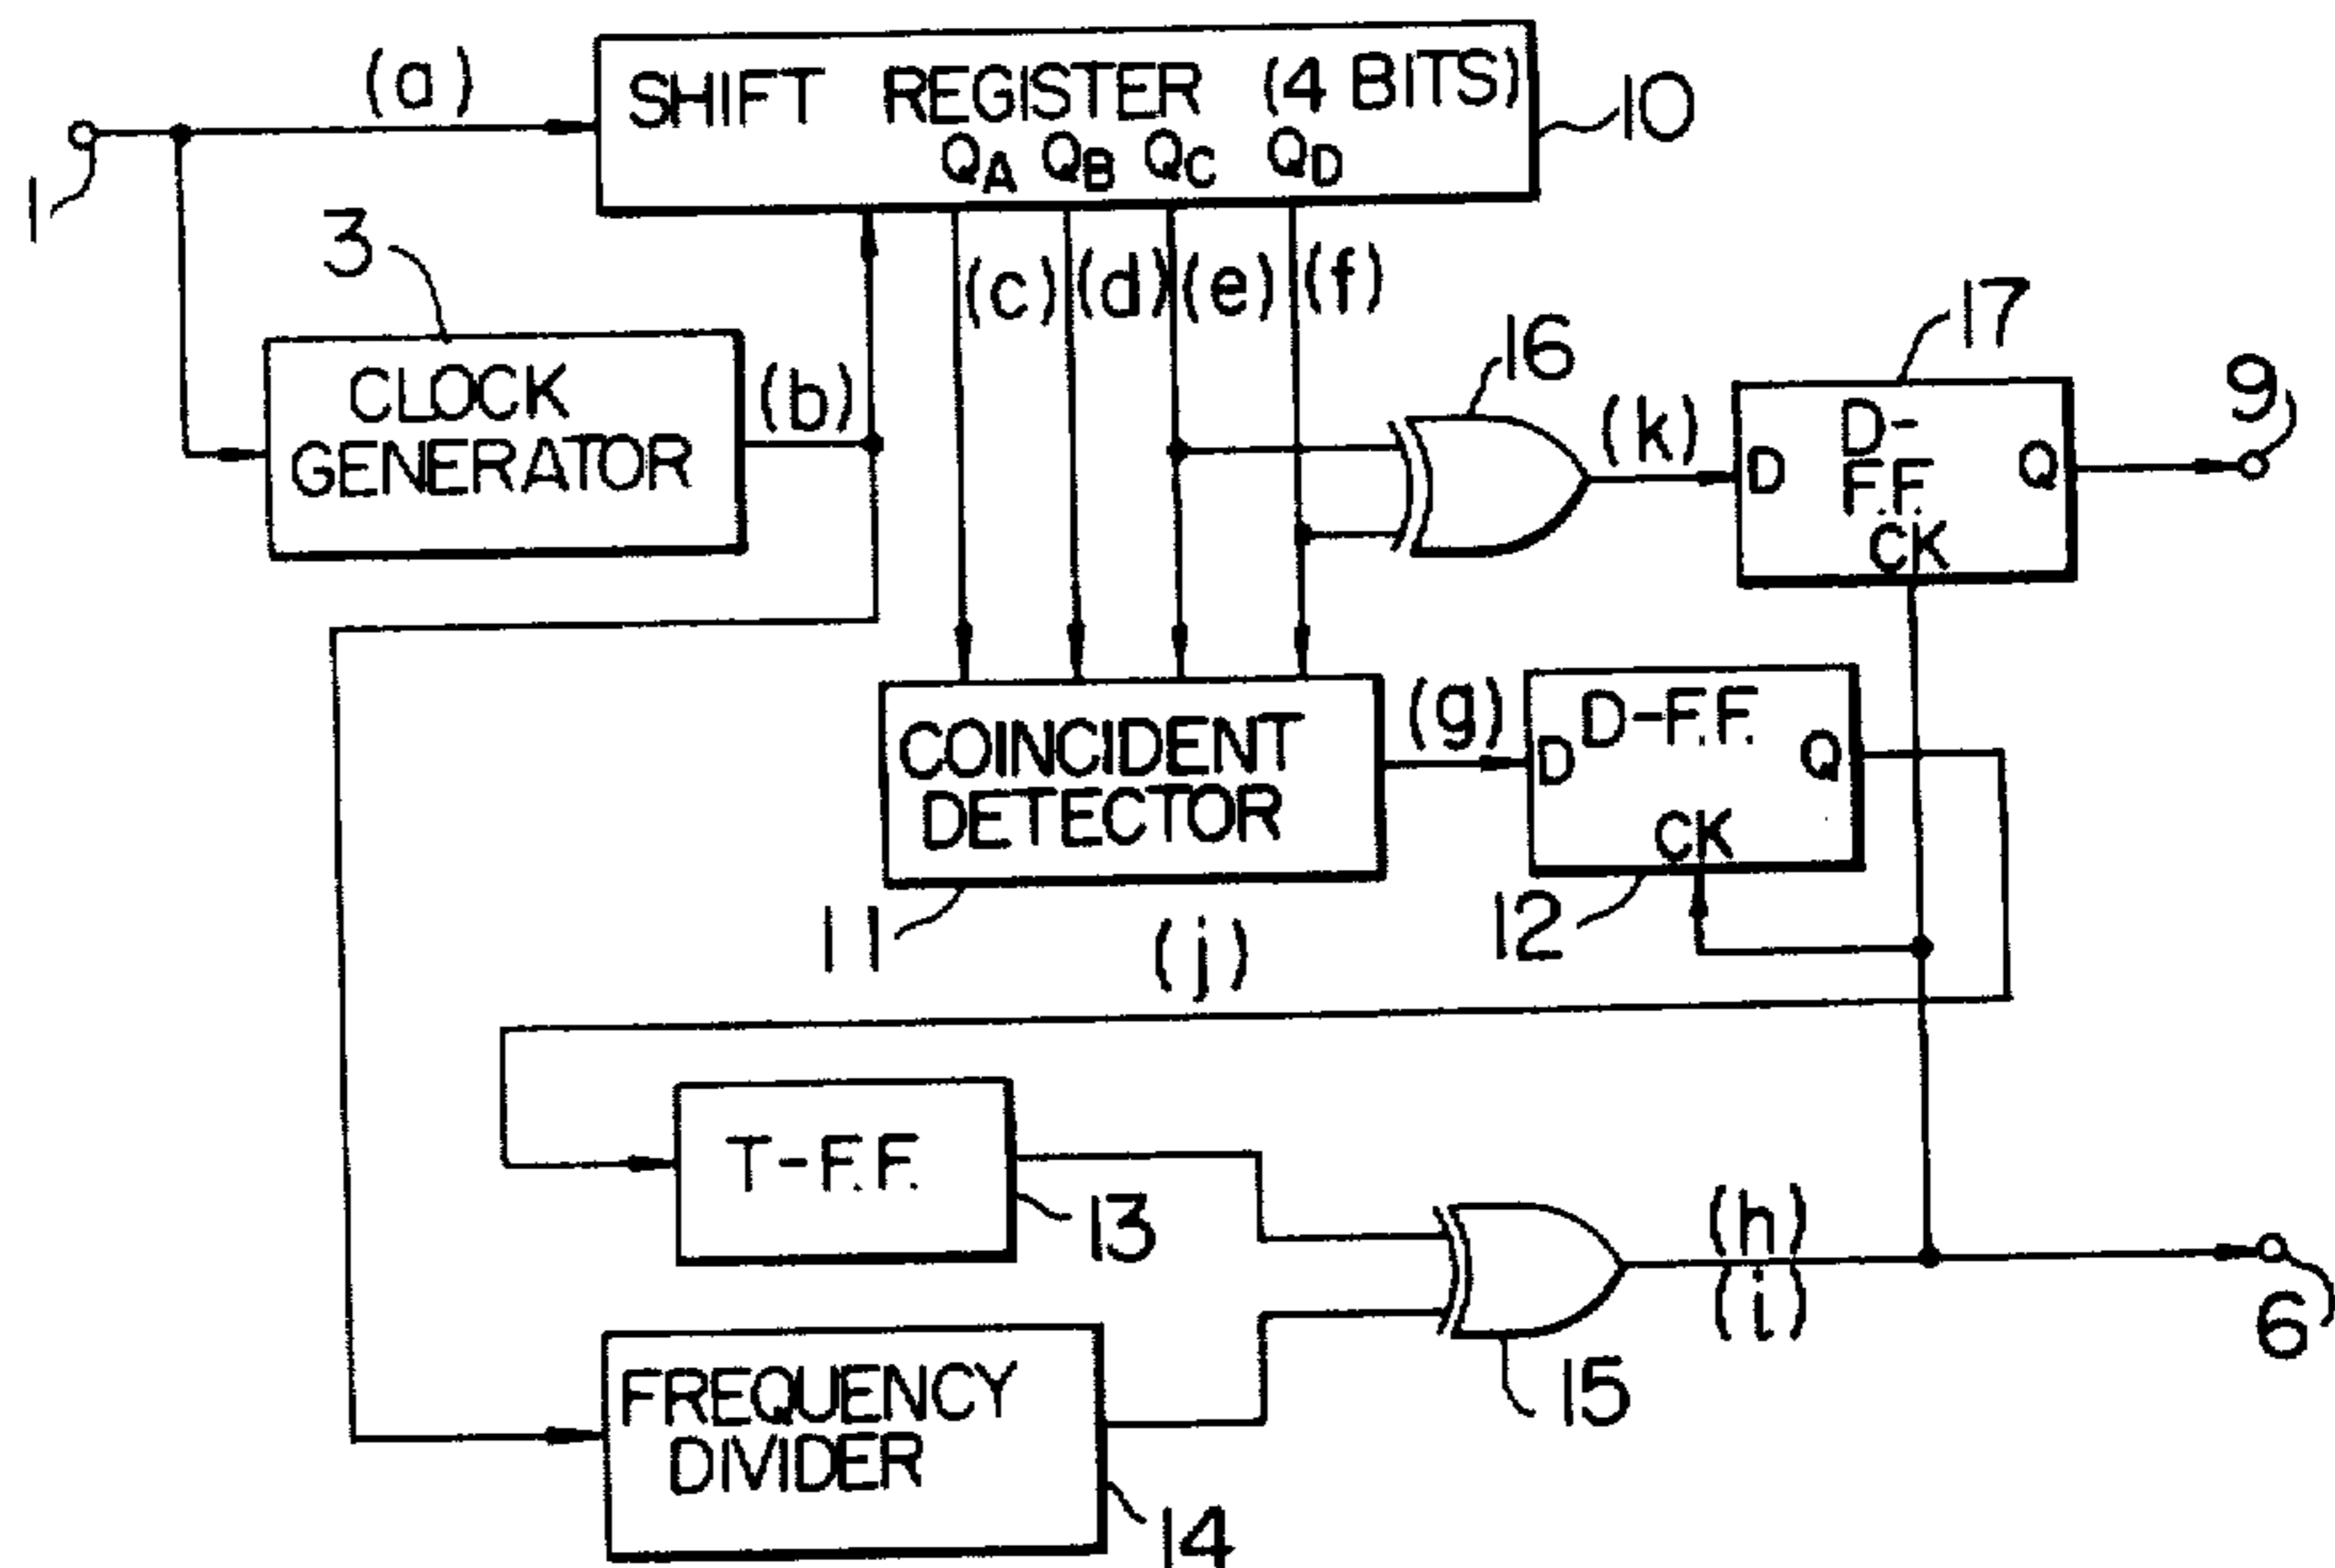 (a)
SHIFT REGISTER (4 BITS)
QA QB QC QD
10
1
3
CLOCK
GENERATOR
(b)
(c) (d) (e) (f)
16
(k)
17
D-
F.F.
D
Q
CK
9
COINCIDENT
DETECTOR
11
(g)
D-F.F.
D
Q
CK
12
(j)
T-F.F.
13
(h)
(i)
15
6
FREQUENCY
DIVIDER
14